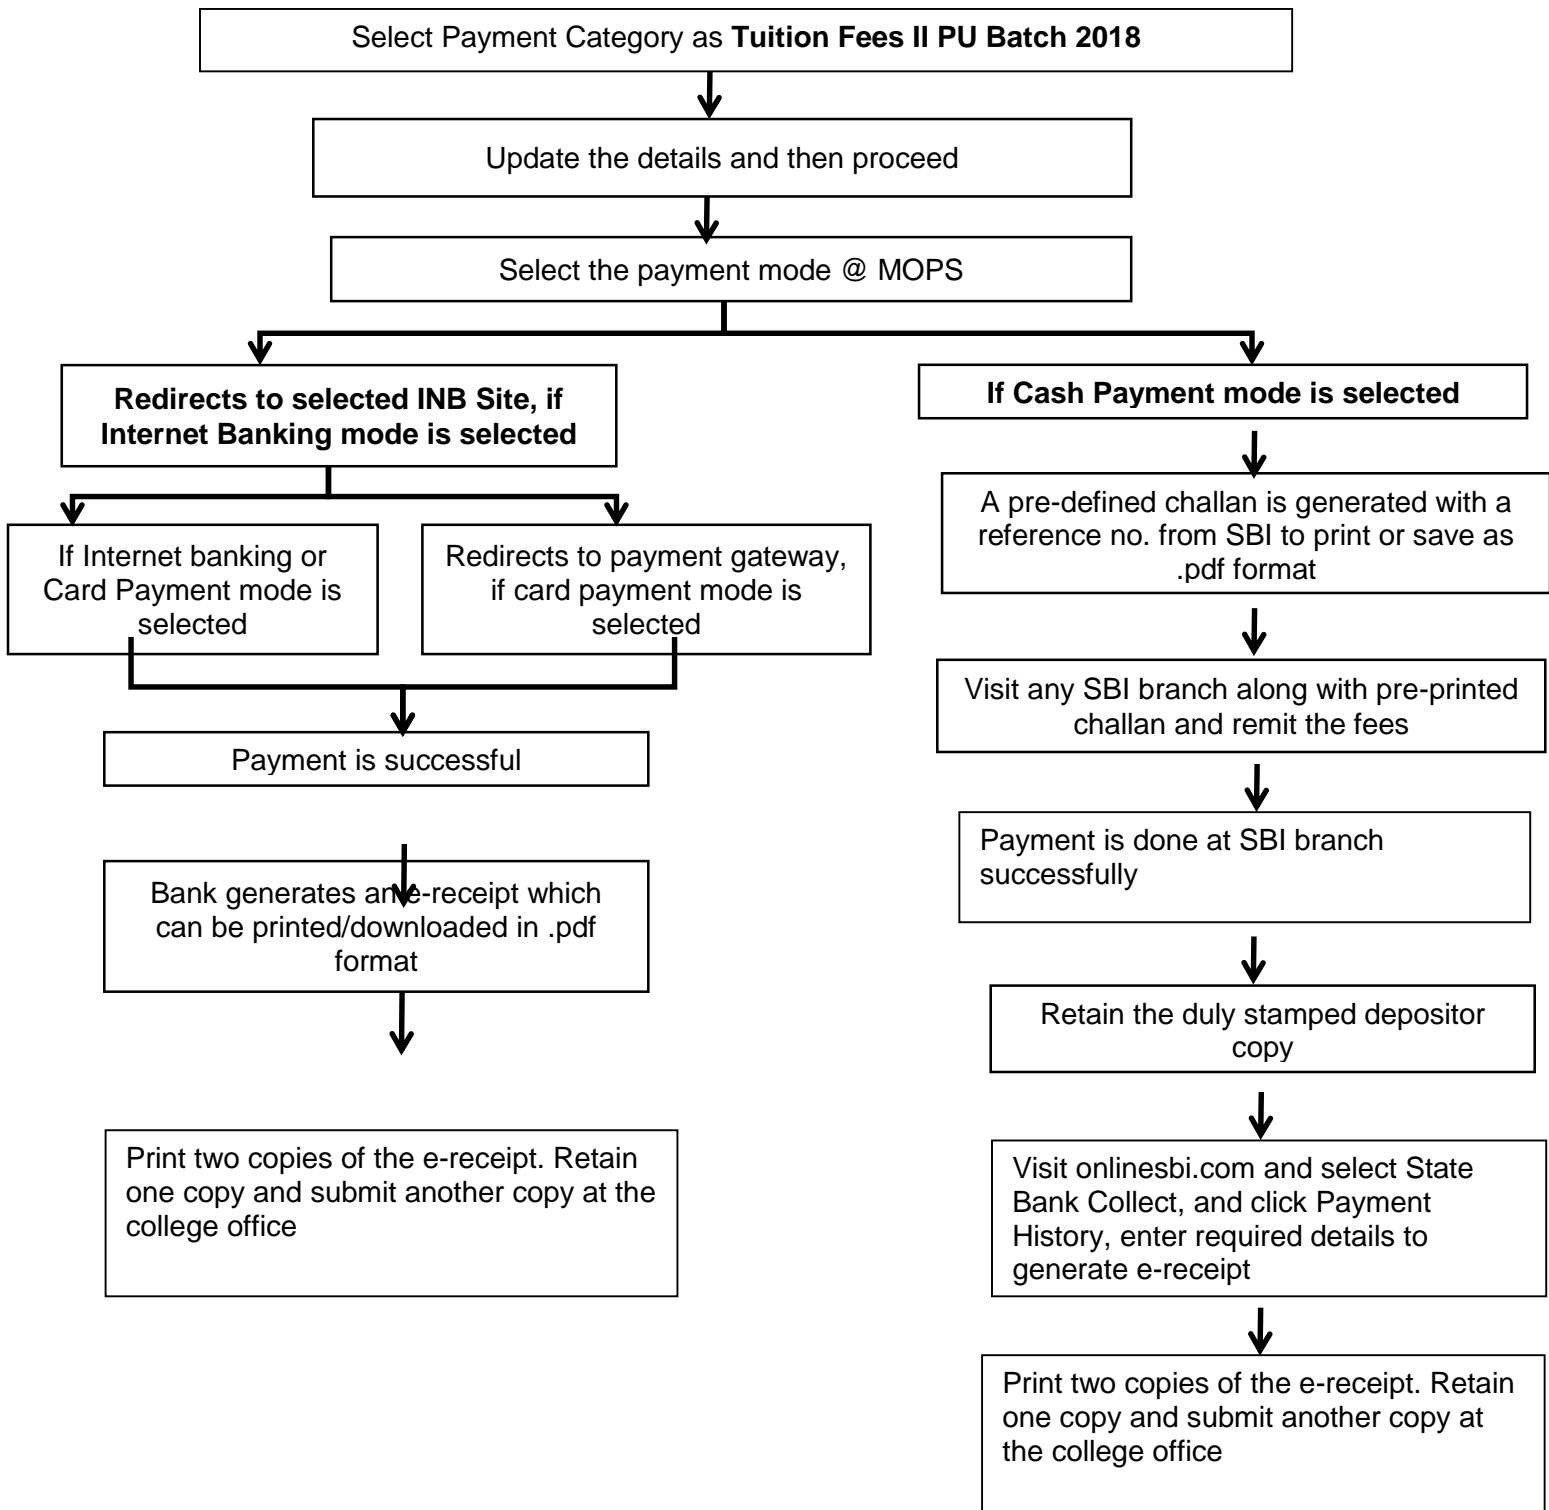 Select Payment Category as Tuition Fees II PU Batch 2018
Update the details and then proceed
Select the payment mode @ MOPS
Redirects to selected INB Site, if
Internet Banking mode is selected
If Internet banking or
Card Payment mode is
selected
Redirects to payment gateway,
if card payment mode is
selected
Payment is successful
Bank generates an e-receipt which
can be printed/downloaded in .pdf
format
Print two copies of the e-receipt. Retain
one copy and submit another copy at the
college office
If Cash Payment mode is selected
A pre-defined challan is generated with a
reference no. from SBI to print or save as
.pdf format
Visit any SBI branch along with pre-printed
challan and remit the fees
Payment is done at SBI branch
successfully
Retain the duly stamped depositor
copy
Visit onlinesbi.com and select State
Bank Collect, and click Payment
History, enter required details to
generate e-receipt
Print two copies of the e-receipt. Retain
one copy and submit another copy at
the college office